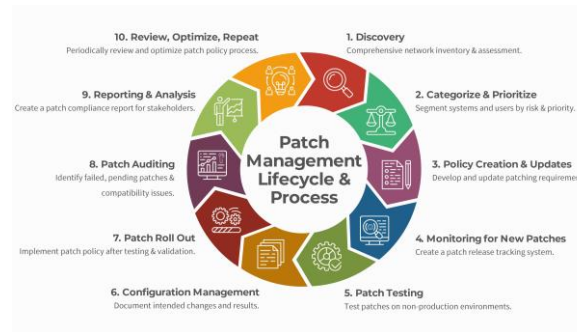 10. Review, Optimize, Repeat
Periodically review and optimize patch policy process.
1. Discovery
Comprehensive network inventory & assessment.
9. Reporting & Analysis
Create a patch compliance report for stakeholders.
2. Categorize & Prioritize
Segment systems and users by risk & priority.
Patch
Management
Lifecycle &
Process
8. Patch Auditing
Identify failed, pending patches &
compatibility issues.
3. Policy Creation & Updates
Develop and update patching requiremen
7. Patch Roll Out
Implement patch policy after testing & validation.
4. Monitoring for New Patches
Create a patch release tracking system.
6. Configuration Management
Document intended changes and results.
5. Patch Testing
Test patches on non-production environments.